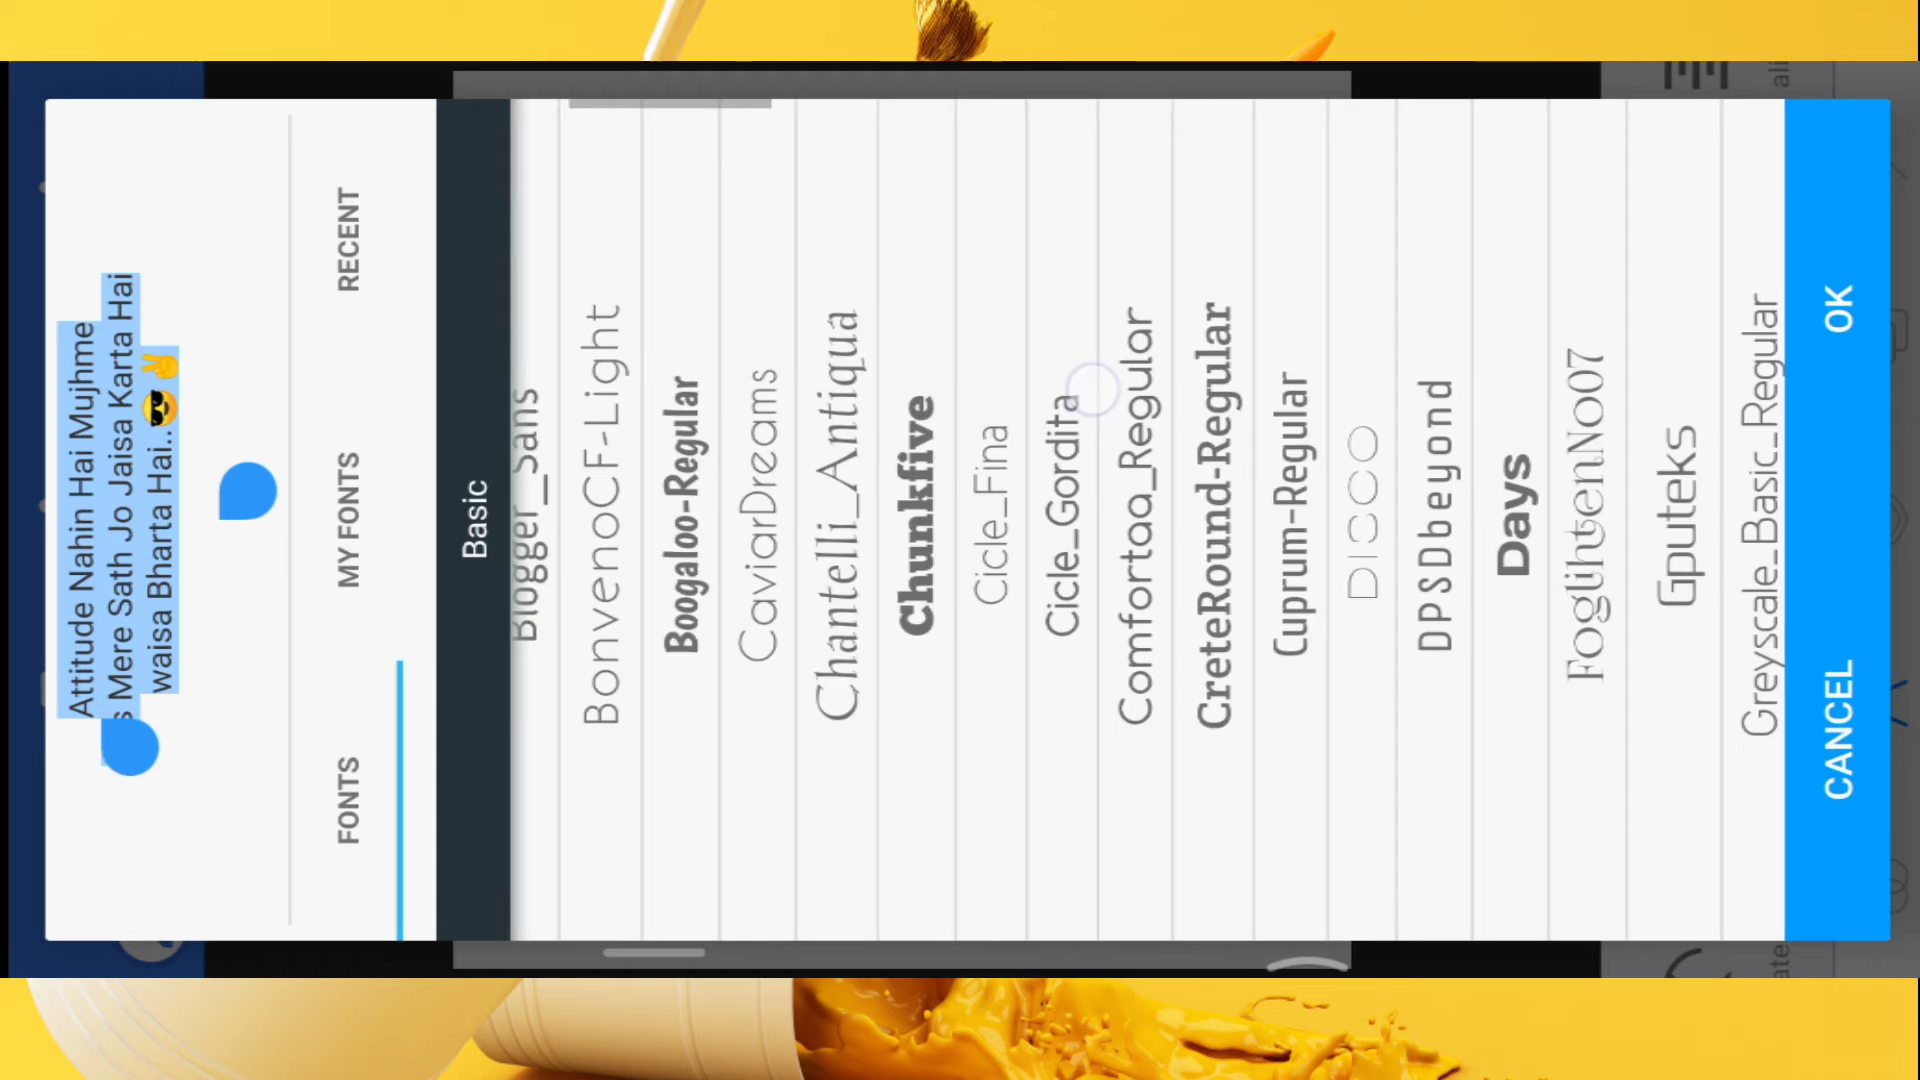 Attitude Nahin Hai Mujhme
s Mere Sath Jo Jaisa Karta Hai
waisa Bharta Hai..😎✌
FONTS
MY FONTS
RECENT
Basic
Blogger_Sans
BonvenoCF-Light
Boogaloo-Regular
CaviarDreams
Chantelli_Antiqua
Chunkfive
Cicle_Fina
Cicle_Gordita
Comfortaa_Regular
CreteRound-Regular
Cuprum-Regular
DISCO
DPSDbeyond
Days
FoglihtenNo07
Gputeks
Greyscale_Basic_Regular
CANCEL
OK